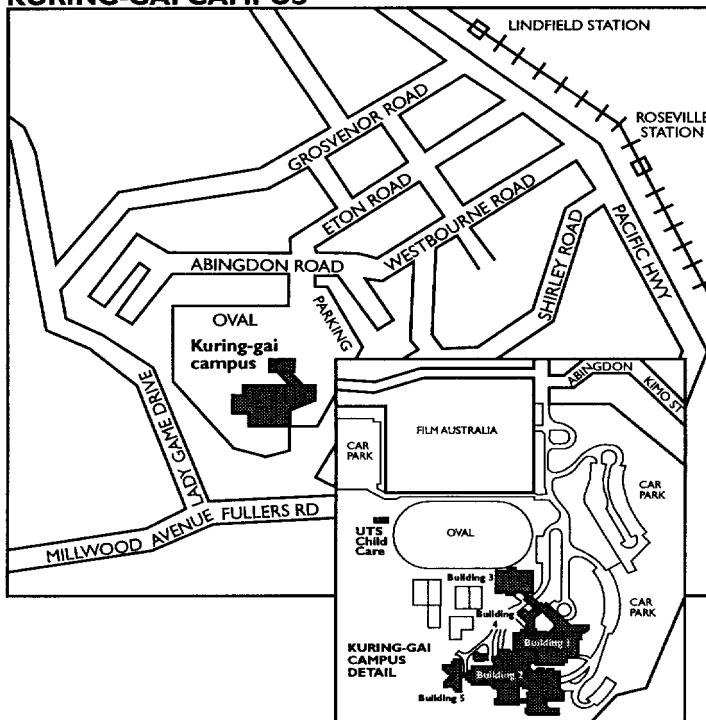 KURING-GAI CAMPUS
LINDFIELD STATION
ROSEVILLE
STATION
GROSVENOR ROAD
ETON ROAD
WESTBOURNE ROAD
ABINGDON ROAD
SHIRLEY ROAD
PACIFIC HWY
PARKING
OVAL
Kuring-gai
campus
LADY GAME DRIVE
MILLWOOD AVENUE FULLERS RD
ABINGDON
KIMO ST
FILM AUSTRALIA
CAR
PARK
CAR
PARK
OVAL
UTS
Child
Care
Building 3
Building
4
CAR
PARK
Building 1
KURING-GAI
CAMPUS
DETAIL
Building 2
Building 5